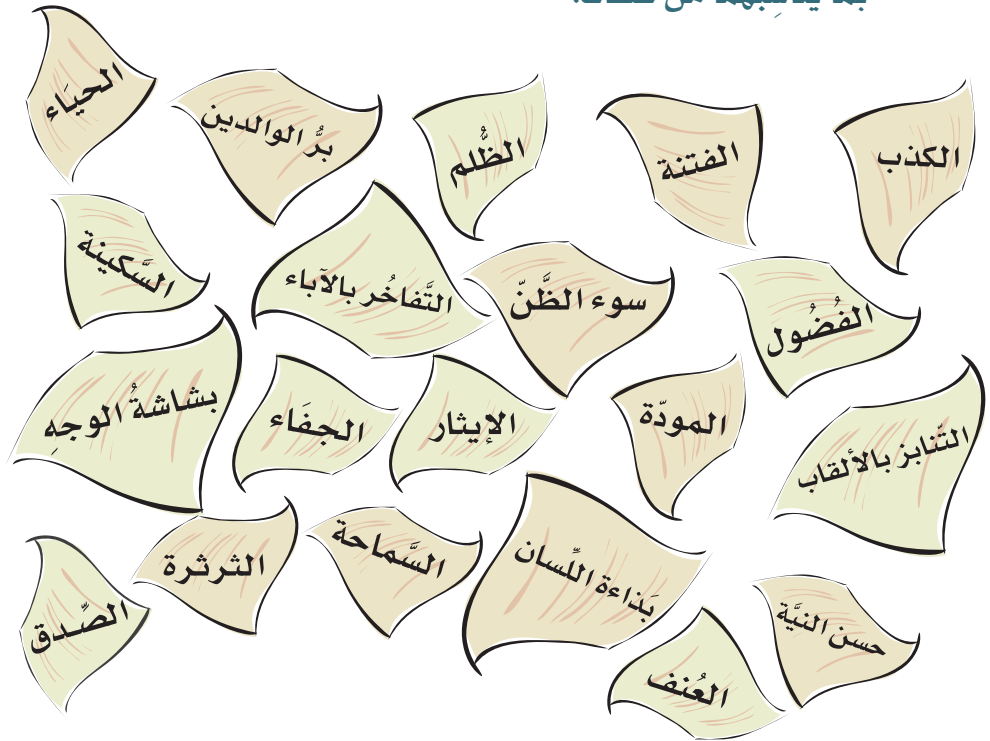 الحيَاء
برُّ الوالدين
الظُّلم
الفتنة
الكذب
السَّكينة
التَّفاخُر بالآباء
سوء الظَّنّ
الفُضُول
بشاشةُ الوجهِ
الجفَاء
الإيثار
المودّة
التّنابز بالألقاب
الثرثرة
السَّماحة
بَذاءة اللّسان
الصِّدق
حسن النيَّة
العُنف